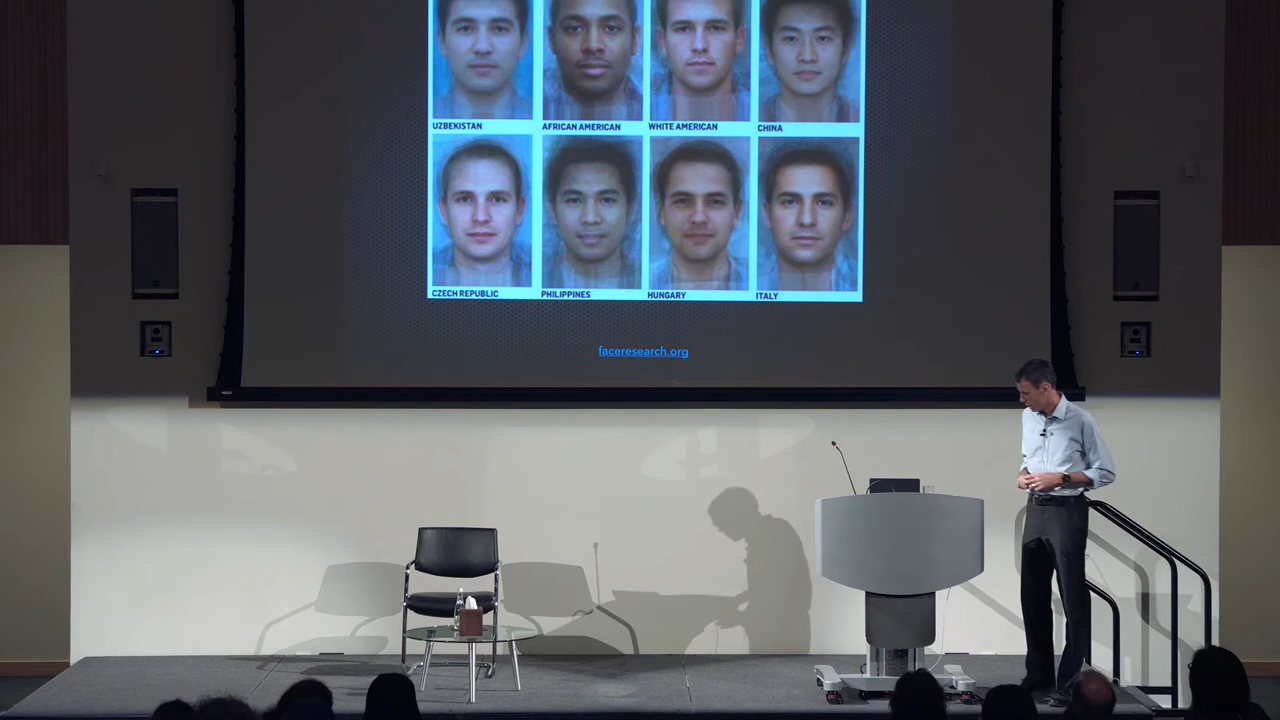 UZBEKISTAN AFRICAN AMERICAN WHITE AMERICAN CHINA
CZECH REPUBLIC PHILIPPINES HUNGARY ITALY
faceresearch.org